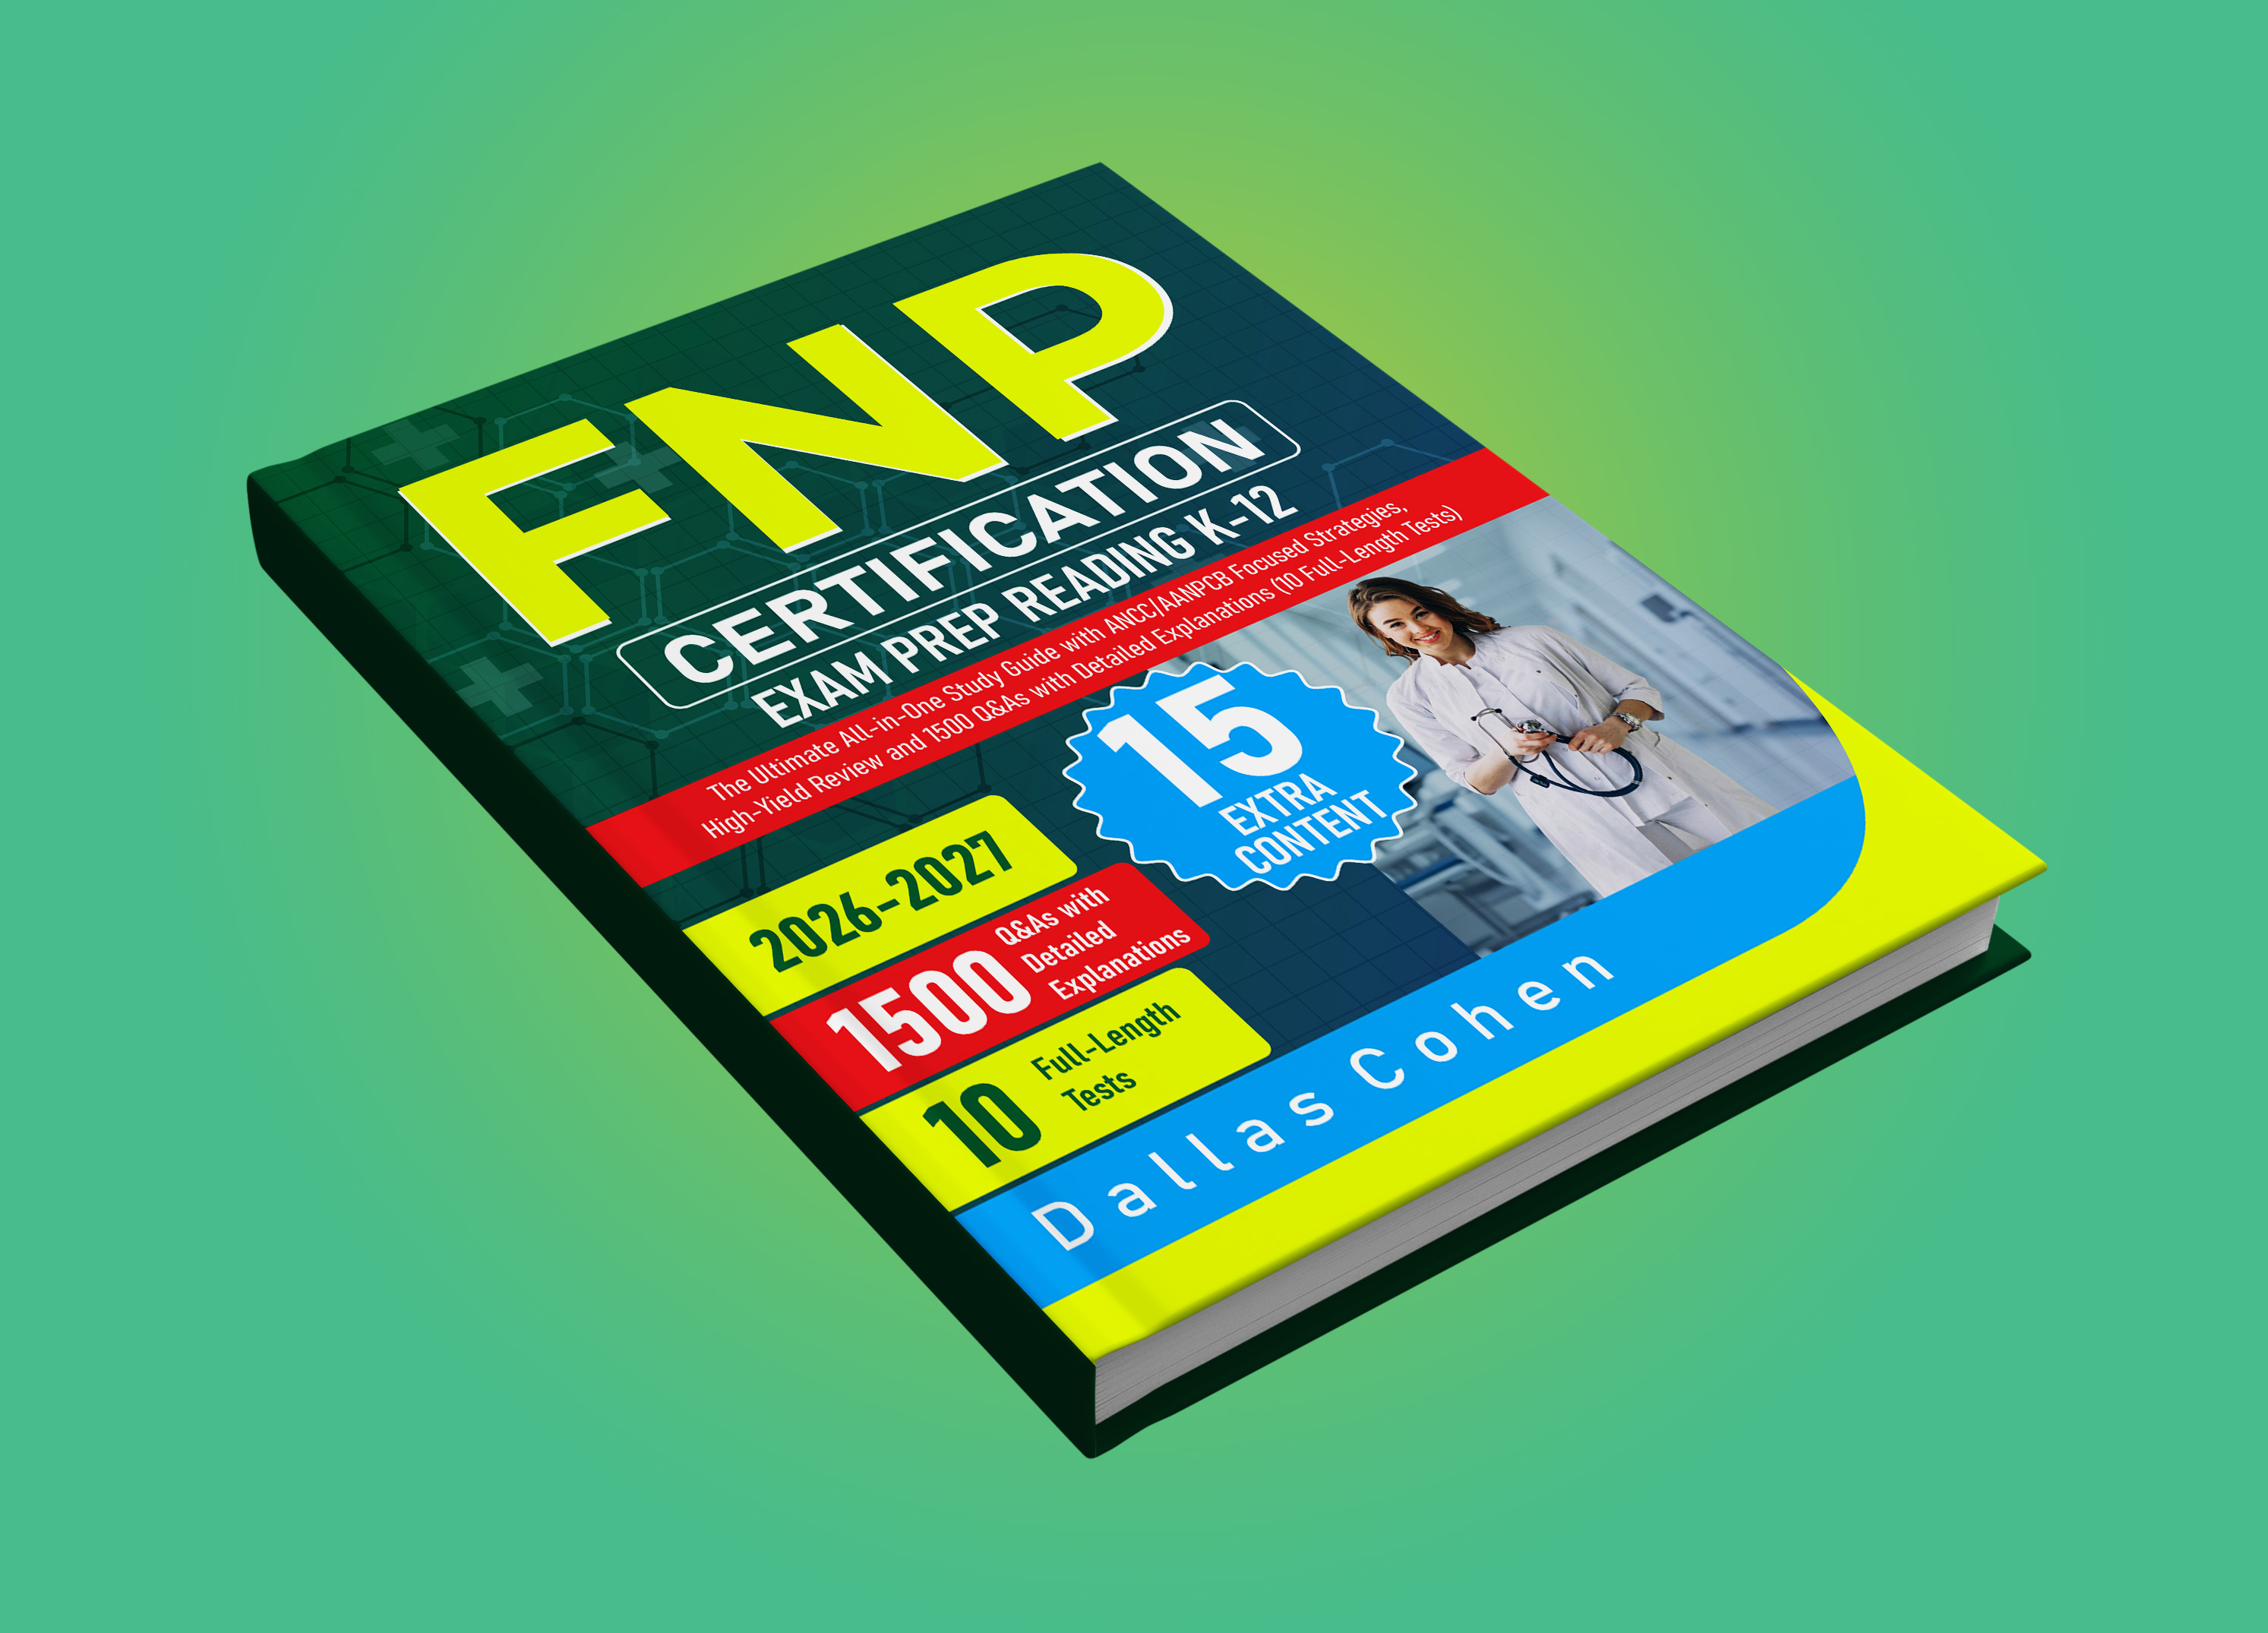 FNP
CERTIFICATION
EXAM PREP READING K-12
The Ultimate All-in-One Study Guide with ANCC/AANPCB Focused Strategies,
High-Yield Review and 1500 Q&As with Detailed Explanations (10 Full-Length Tests)
15
EXTRA
CONTENT
2026-2027
1500
Q&As with
Detailed
Explanations
10
Full-Length
Tests
Dallas Cohen